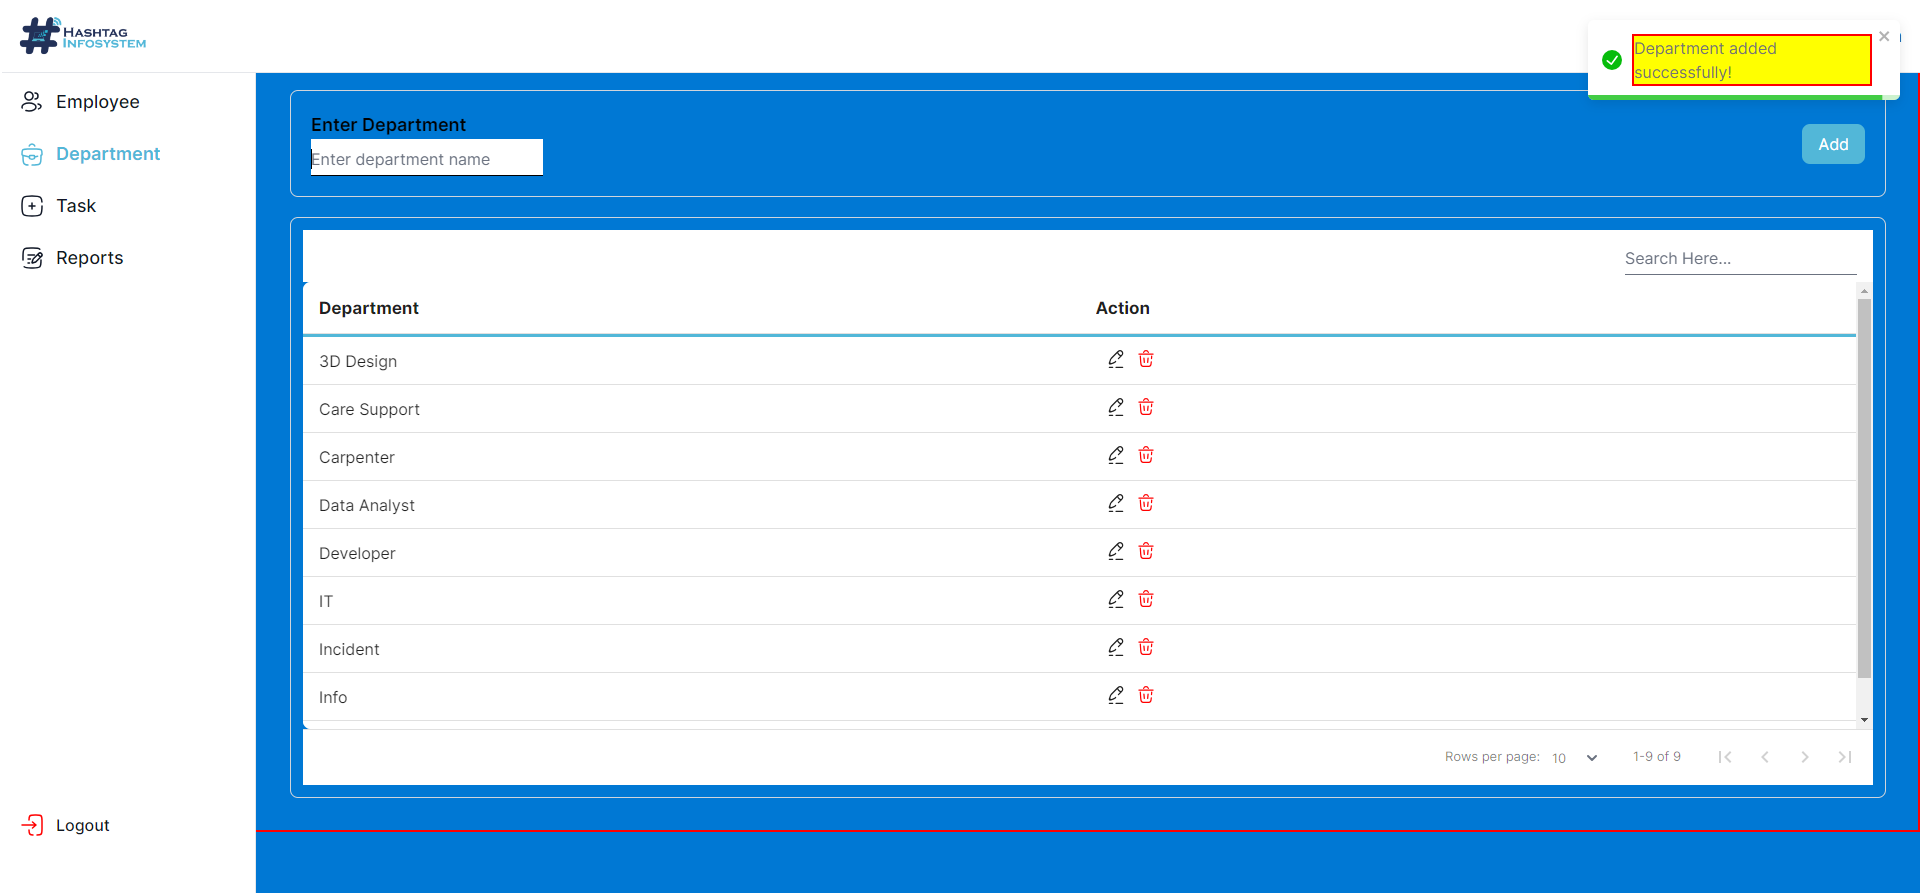 HASHTAG
INFOSYSTEM
Department added
successfully!
Employee
Department
Task
Reports
Logout
Enter Department
Enter department name
Add
Search Here...
Department Action
3D Design
Care Support
Carpenter
Data Analyst
Developer
IT
Incident
Info
Rows per page: 10 1-9 of 9